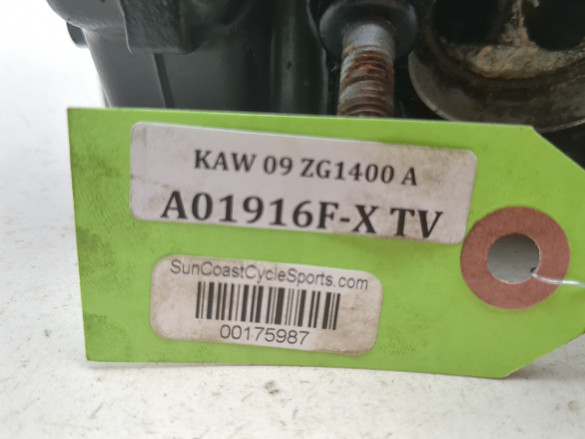 KAW 09 ZG1400 A
A01916F-X TV
SunCoastCycleSports.com
00175987